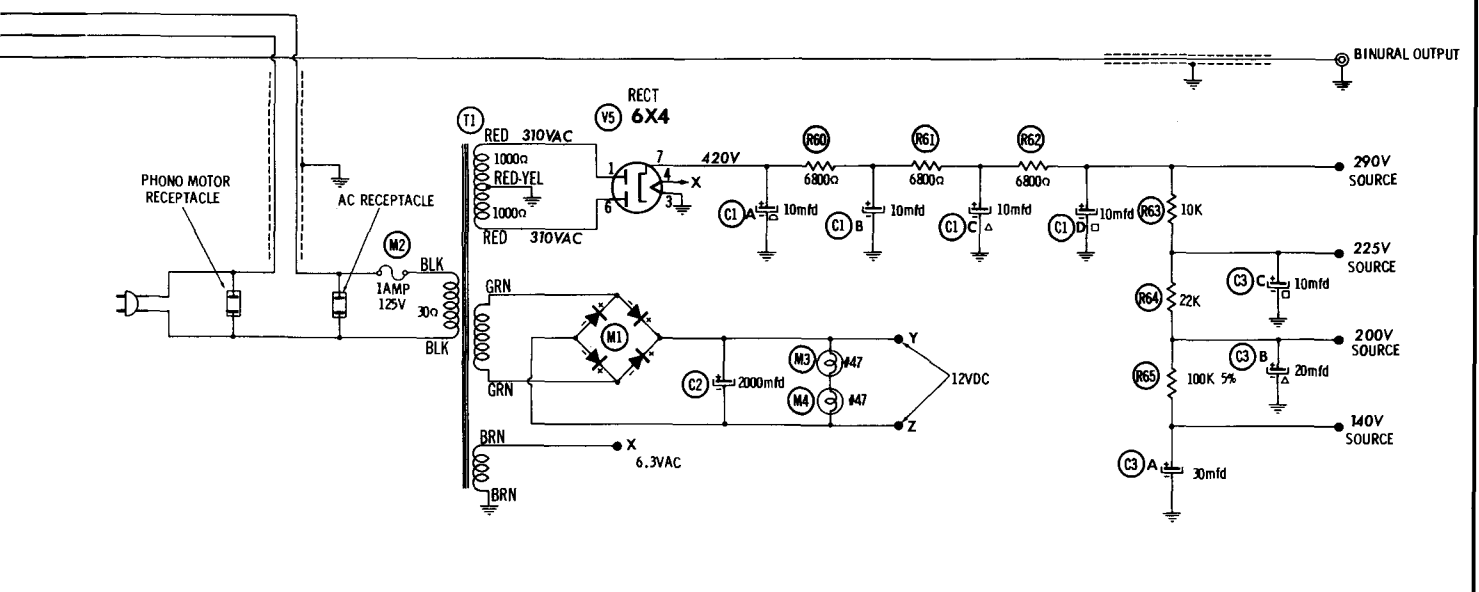 BINURAL OUTPUT
RECT
T1
V5 6X4
RED 310VAC
1000Ω
RED-YEL
1000Ω
RED 310VAC
1
6
7
4
3
X
420V
R60
6800Ω
R61
6800Ω
R62
6800Ω
290V
SOURCE
C1 A 10mfd
C1 B 10mfd
C1 C 10mfd
C1 D 10mfd
R63 10K
225V
SOURCE
C3 C 10mfd
R64 22K
200V
SOURCE
C3 B 20mfd
R65 100K 5%
140V
SOURCE
C3 A 30mfd
PHONO MOTOR
RECEPTACLE
AC RECEPTACLE
M2
1AMP
125V
BLK
30Ω
BLK
GRN
GRN
M1
C2 2000mfd
M3 #47
M4 #47
Y
12VDC
Z
BRN
X
6.3VAC
BRN